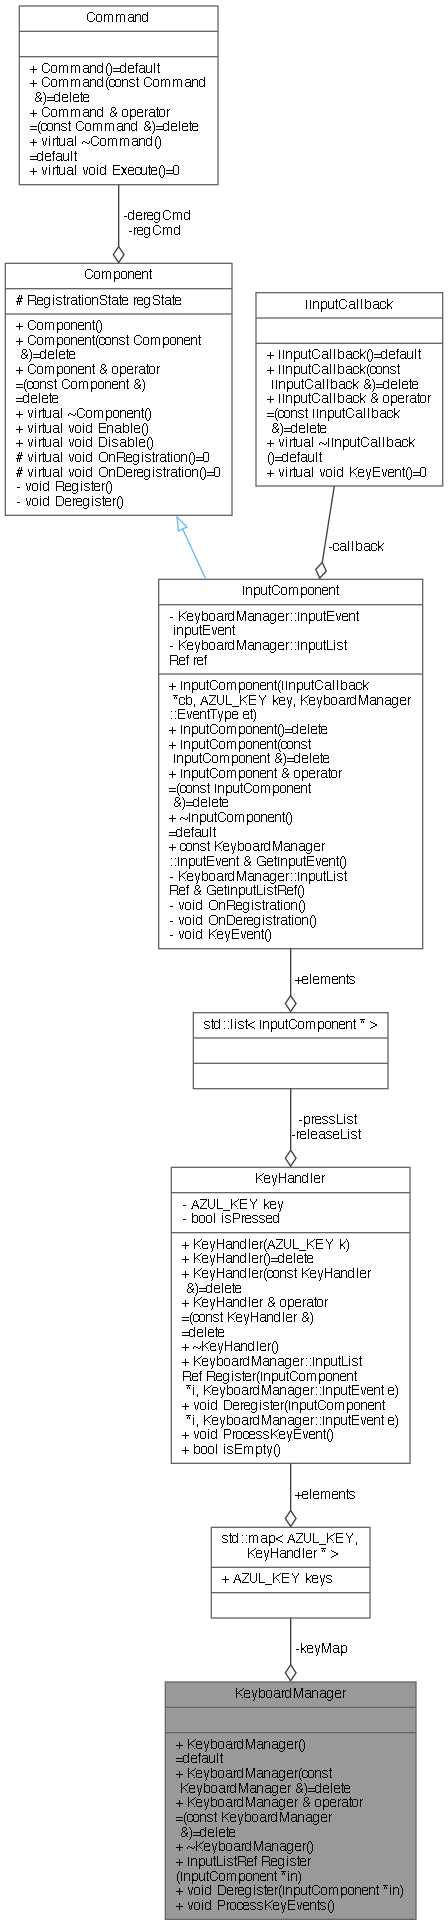 Command
+ Command()=default
+ Command(const Command
&)=delete
+ Command & operator
=(const Command &)=delete
+ virtual ~Command()
=default
+ virtual void Execute()=0
-deregCmd
-regCmd
Component
# RegistrationState regState
+ Component()
+ Component(const Component
&)=delete
+ Component & operator
=(const Component &)
=delete
+ virtual ~Component()
+ virtual void Enable()
+ virtual void Disable()
# virtual void OnRegistration()=0
# virtual void OnDeregistration()=0
- void Register()
- void Deregister()
IInputCallback
+ IInputCallback()=default
+ IInputCallback(const
IInputCallback &)=delete
+ IInputCallback & operator
=(const IInputCallback
&)=delete
+ virtual ~IInputCallback
()=default
+ virtual void KeyEvent()=0
-callback
InputComponent
- KeyboardManager::InputEvent
inputEvent
- KeyboardManager::InputList
Ref ref
+ InputComponent(IInputCallback
*cb, AZUL_KEY key, KeyboardManager
::EventType et)
+ InputComponent()=delete
+ InputComponent(const
InputComponent &)=delete
+ InputComponent & operator
=(const InputComponent
&)=delete
+ ~InputComponent()
=default
+ const KeyboardManager
::InputEvent & GetInputEvent()
- KeyboardManager::InputList
Ref & GetInputListRef()
- void OnRegistration()
- void OnDeregistration()
- void KeyEvent()
+elements
std::list< InputComponent * >
-pressList
-releaseList
KeyHandler
- AZUL_KEY key
- bool isPressed
+ KeyHandler(AZUL_KEY k)
+ KeyHandler()=delete
+ KeyHandler(const KeyHandler
&)=delete
+ KeyHandler & operator
=(const KeyHandler &)
=delete
+ ~KeyHandler()
+ KeyboardManager::InputList
Ref Register(InputComponent
*i, KeyboardManager::InputEvent e)
+ void Deregister(InputComponent
*i, KeyboardManager::InputEvent e)
+ void ProcessKeyEvent()
+ bool isEmpty()
+elements
std::map< AZUL_KEY,
KeyHandler * >
+ AZUL_KEY keys
-keyMap
KeyboardManager
+ KeyboardManager()
=default
+ KeyboardManager(const
KeyboardManager &)=delete
+ KeyboardManager & operator
=(const KeyboardManager
&)=delete
+ ~KeyboardManager()
+ InputListRef Register
(InputComponent *in)
+ void Deregister(InputComponent *in)
+ void ProcessKeyEvents()